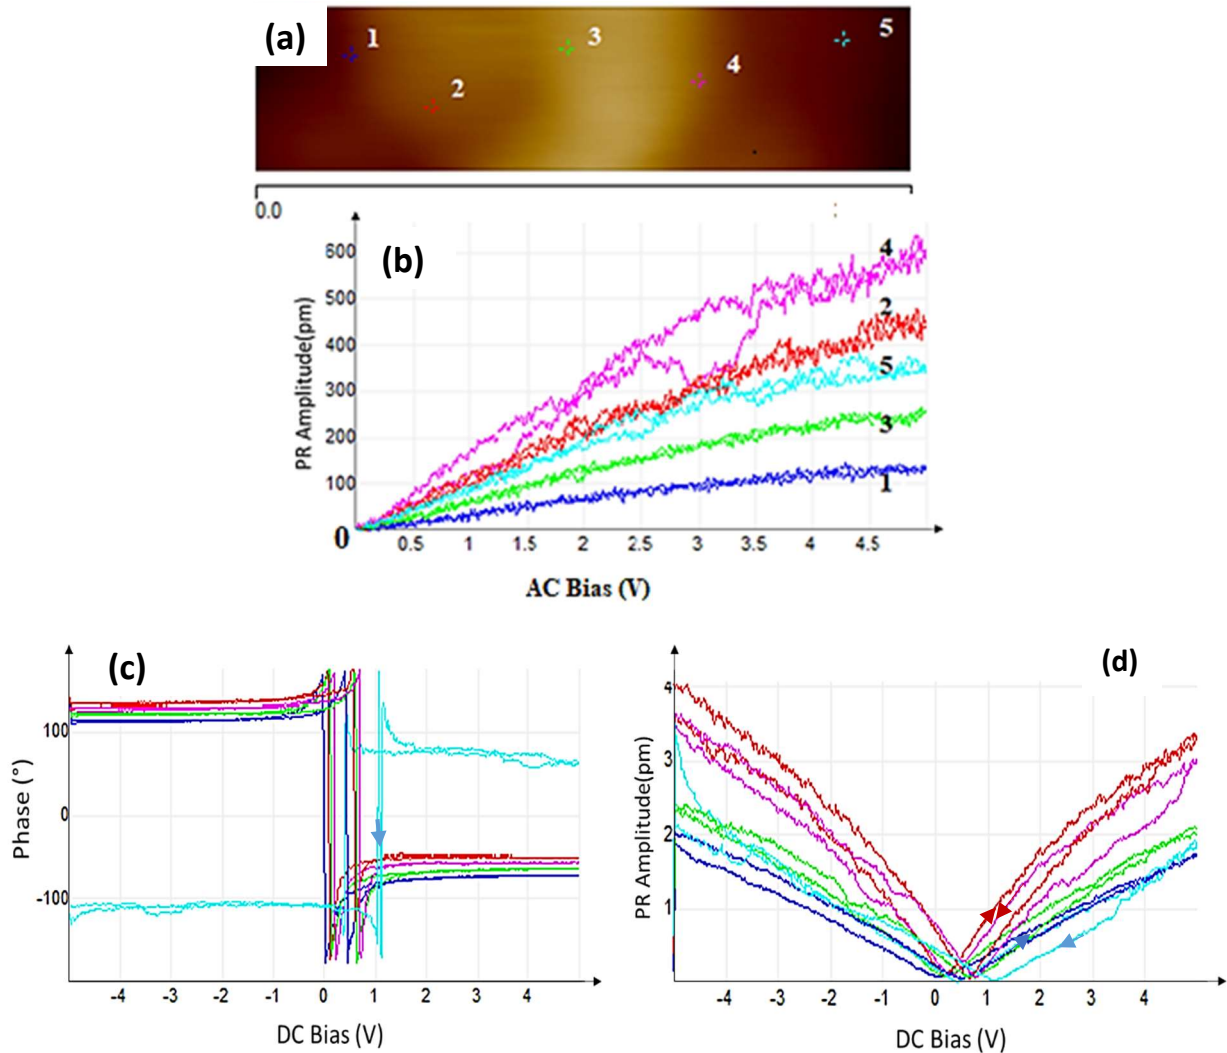 (a)
1
2
3
4
5
0.0
(b)
PR Amplitude(pm)
600
500
400
300
200
100
0
4
2
5
3
1
0.5 1 1.5 2 2.5 3 3.5 4 4.5
AC Bias (V)
(c)
Phase (°)
100
0
-100
-4 -3 -2 -1 0 1 2 3 4
DC Bias (V)
(d)
PR Amplitude(pm)
4
3
2
1
-4 -3 -2 -1 0 1 2 3 4
DC Bias (V)